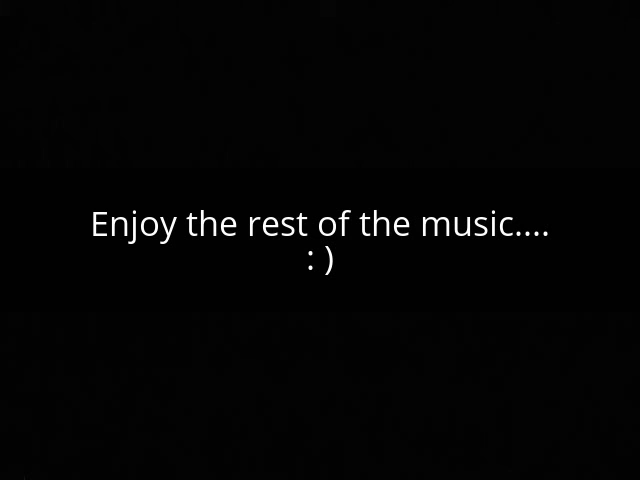 Enjoy the rest of the music....
: )